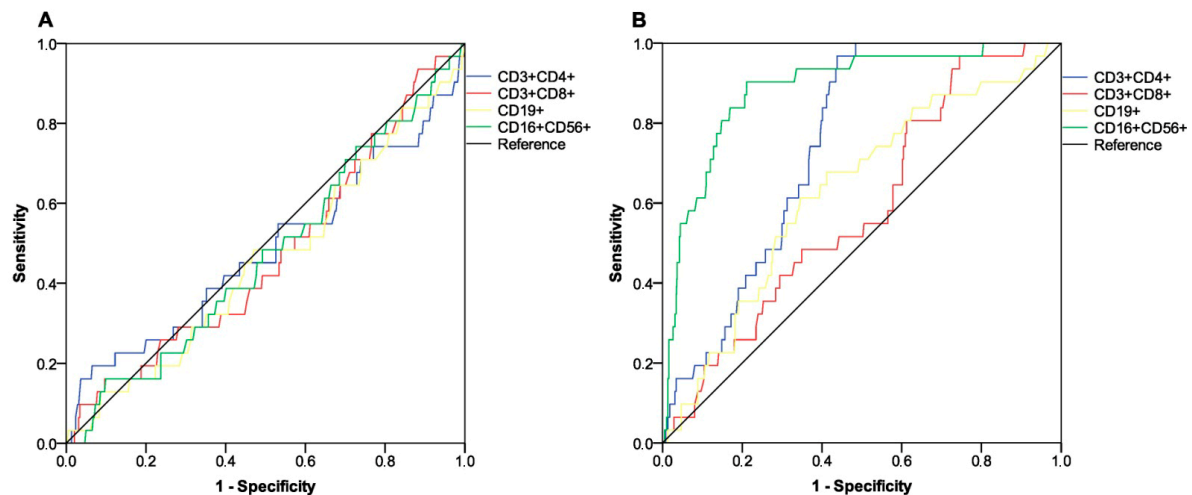 A
1.0
0.8
0.6
0.4
0.2
0.0
Sensitivity
0.0 0.2 0.4 0.6 0.8 1.0
1 - Specificity
CD3+CD4+
CD3+CD8+
CD19+
CD16+CD56+
Reference
B
1.0
0.8
0.6
0.4
0.2
0.0
Sensitivity
0.0 0.2 0.4 0.6 0.8 1.0
1 - Specificity
CD3+CD4+
CD3+CD8+
CD19+
CD16+CD56+
Reference